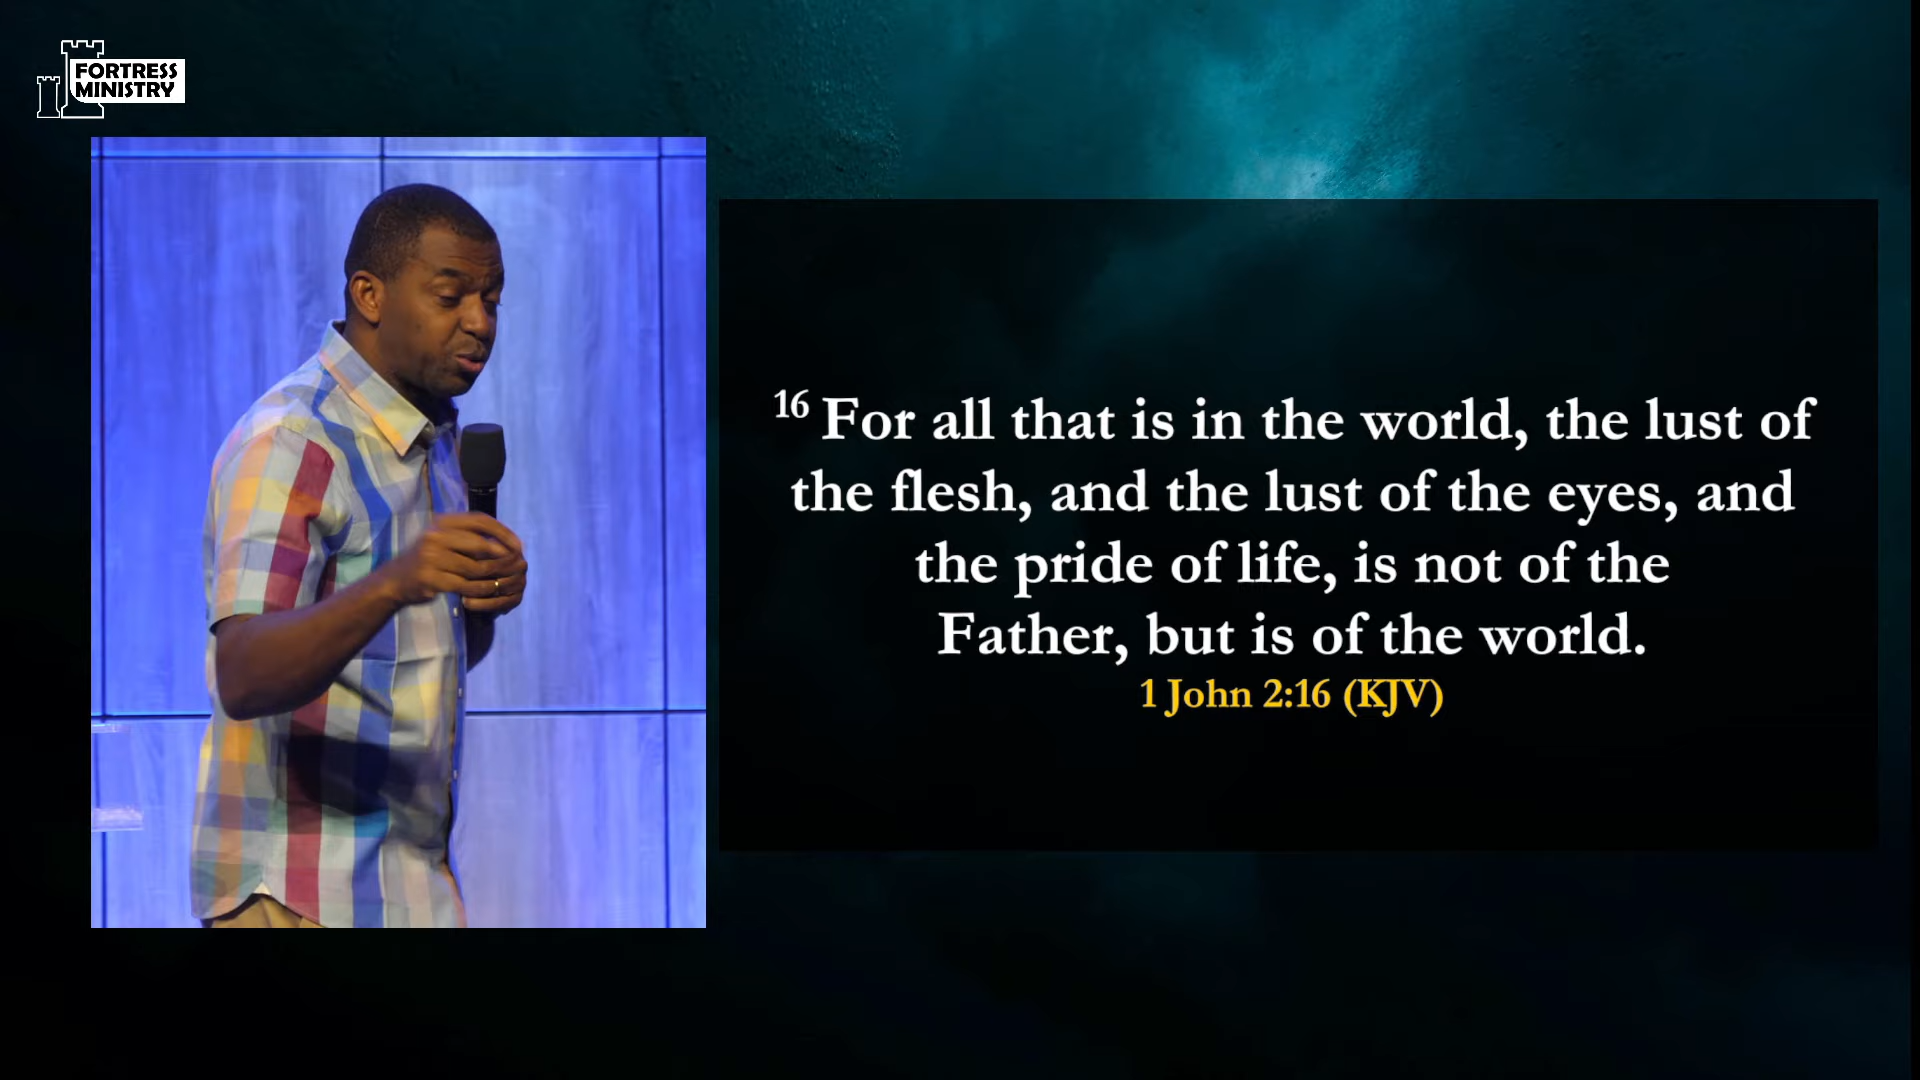 FORTRESS
MINISTRY
16 For all that is in the world, the lust of
the flesh, and the lust of the eyes, and
the pride of life, is not of the
Father, but is of the world.
1 John 2:16 (KJV)